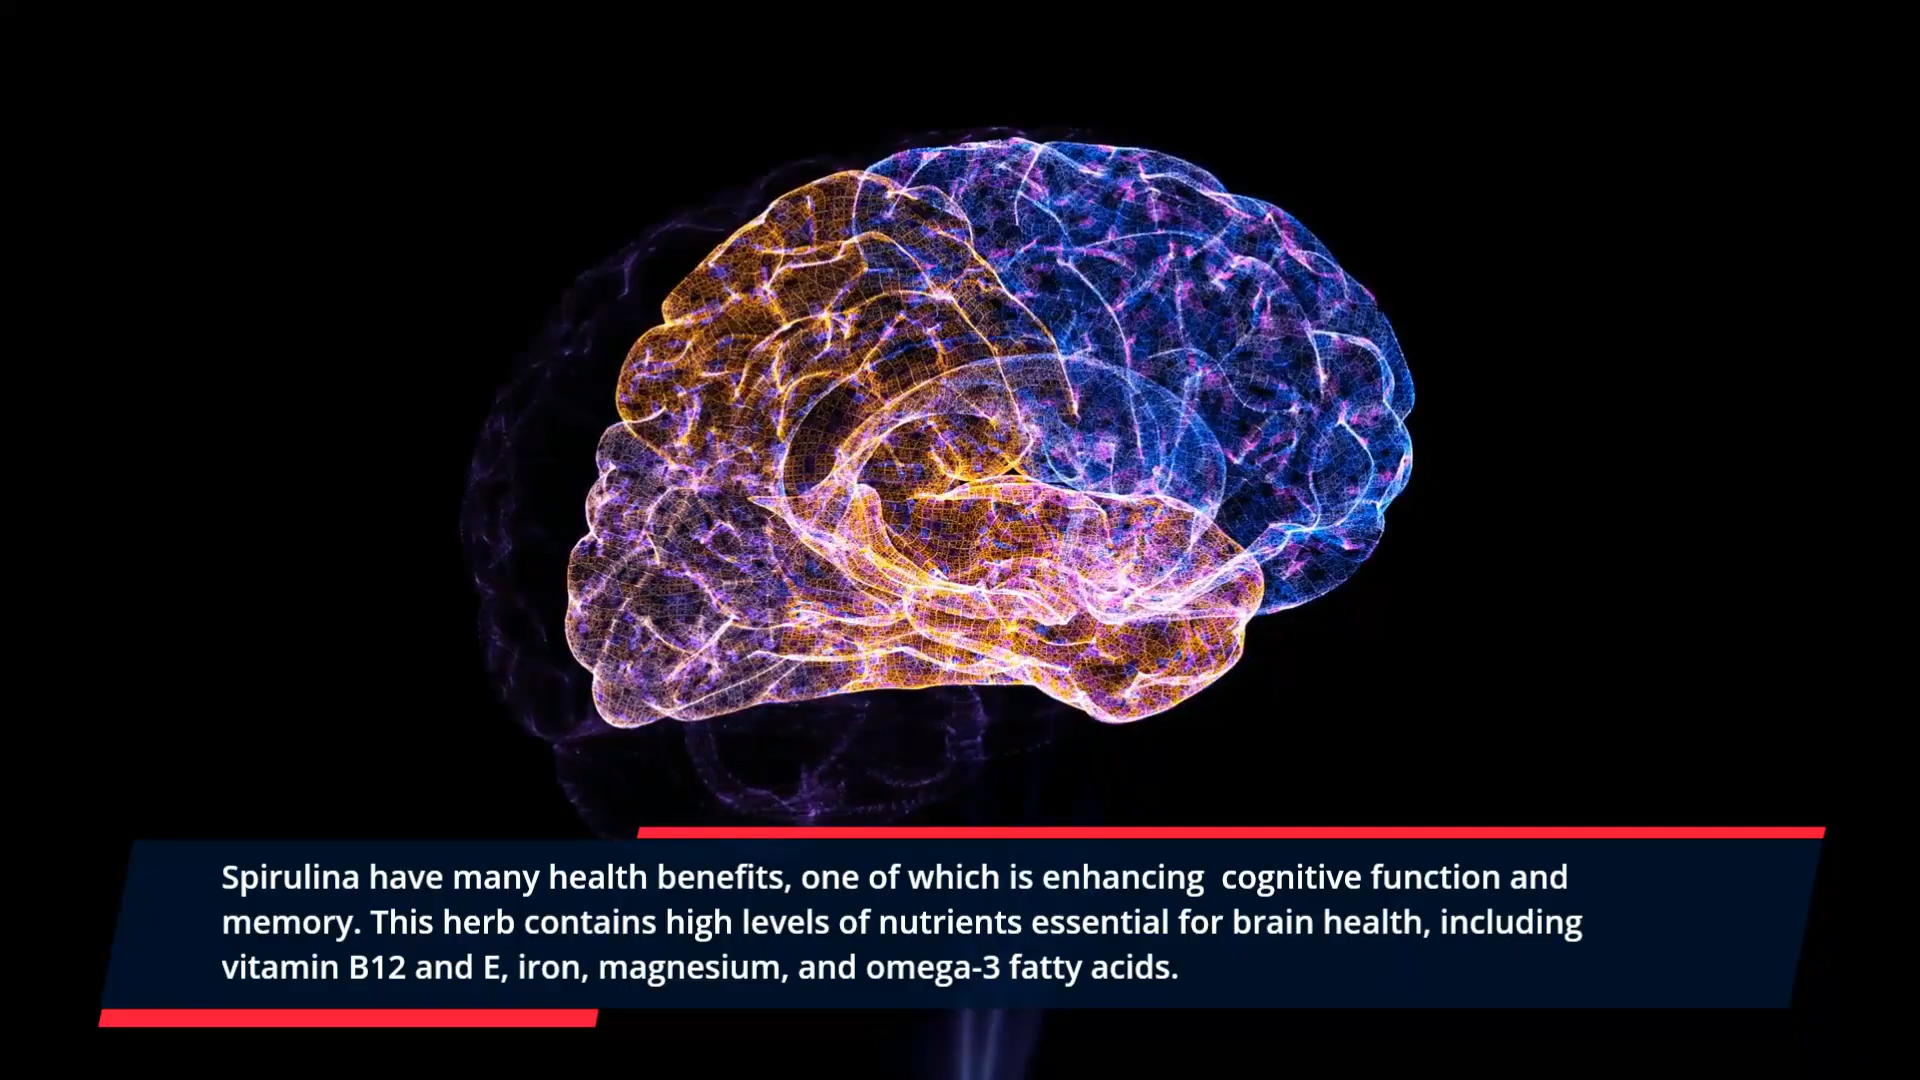 Spirulina have many health benefits, one of which is enhancing  cognitive function and
memory. This herb contains high levels of nutrients essential for brain health, including
vitamin B12 and E, iron, magnesium, and omega-3 fatty acids.